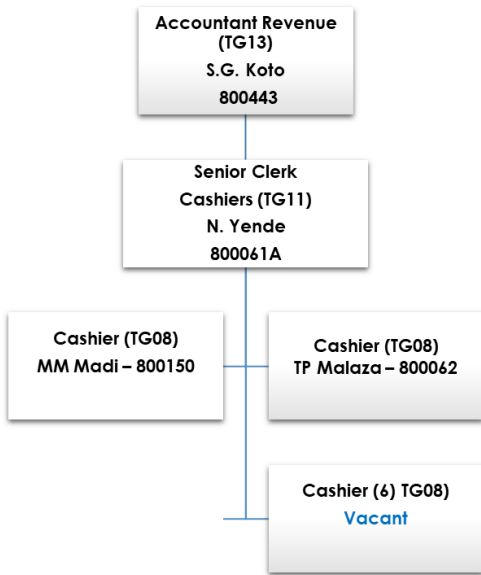 Accountant Revenue
(TG13)
S.G. Koto
800443
Senior Clerk
Cashiers (TG11)
N. Yende
800061A
Cashier (TG08)
MM Madi – 800150
Cashier (TG08)
TP Malaza – 800062
Cashier (6) TG08)
Vacant